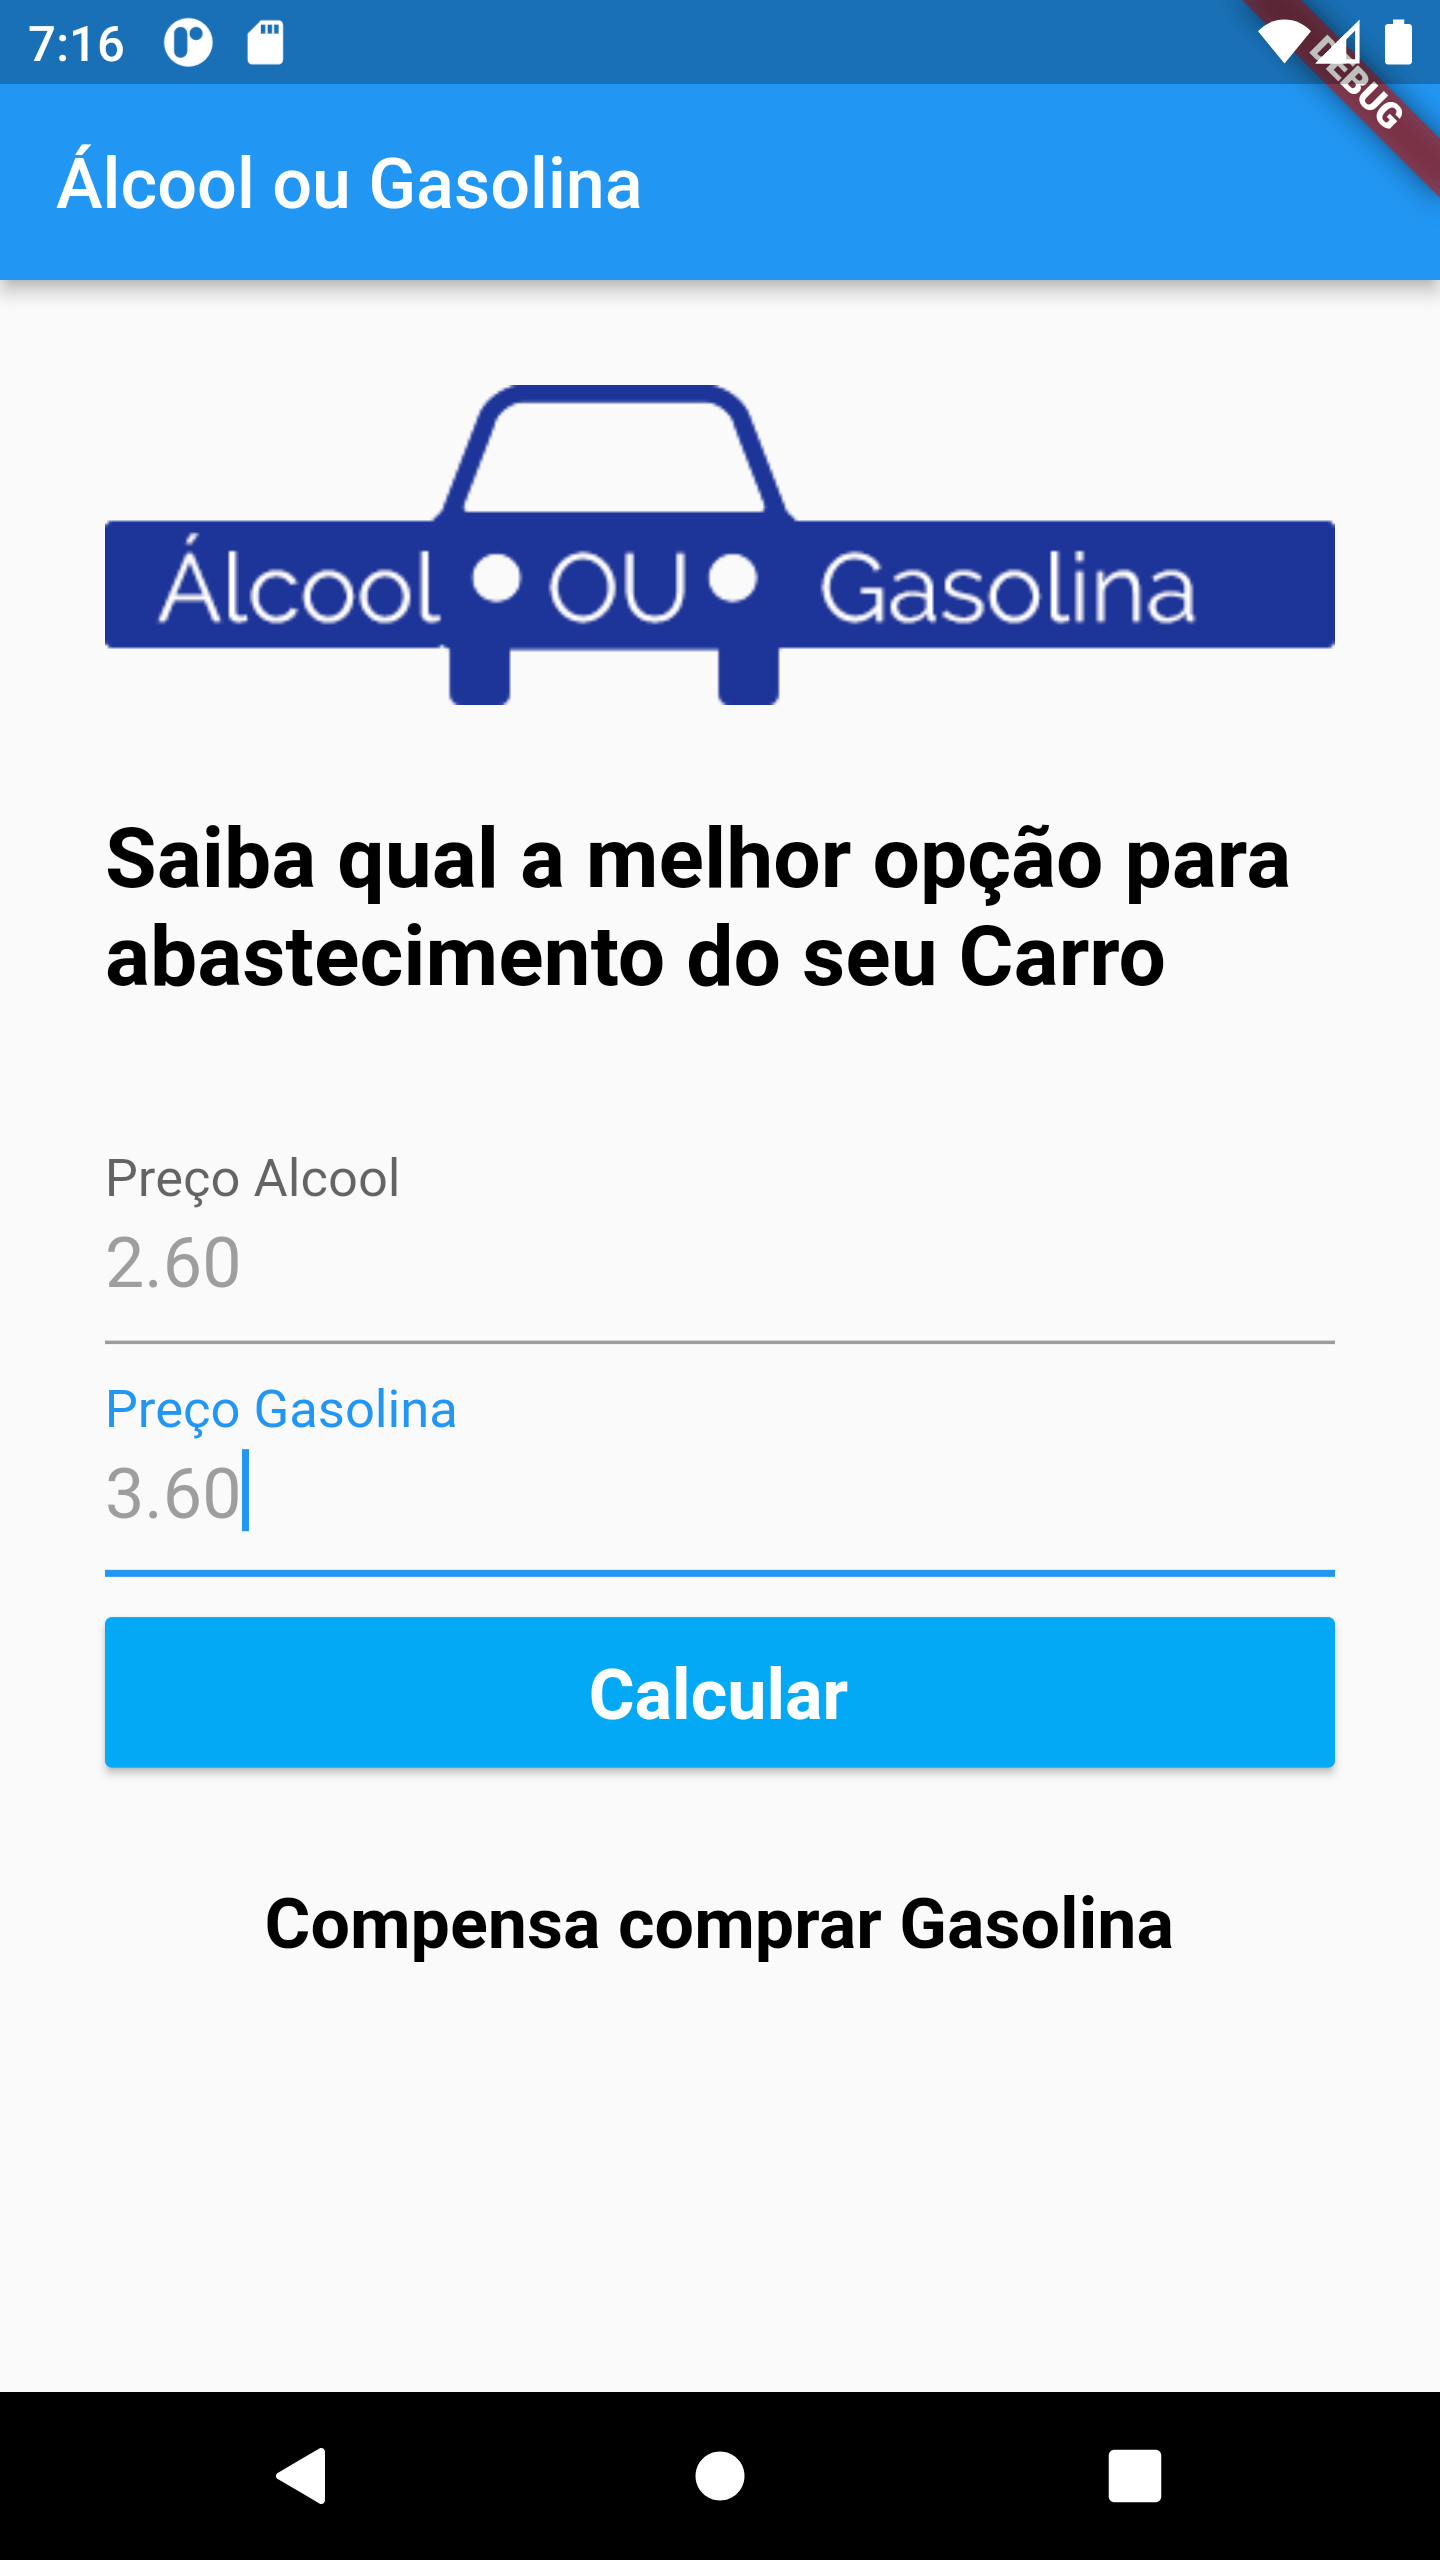 7:16
DEBUG
Álcool ou Gasolina
Álcool OU Gasolina
Saiba qual a melhor opção para
abastecimento do seu Carro
Preço Alcool
2.60
Preço Gasolina
3.60
Calcular
Compensa comprar Gasolina